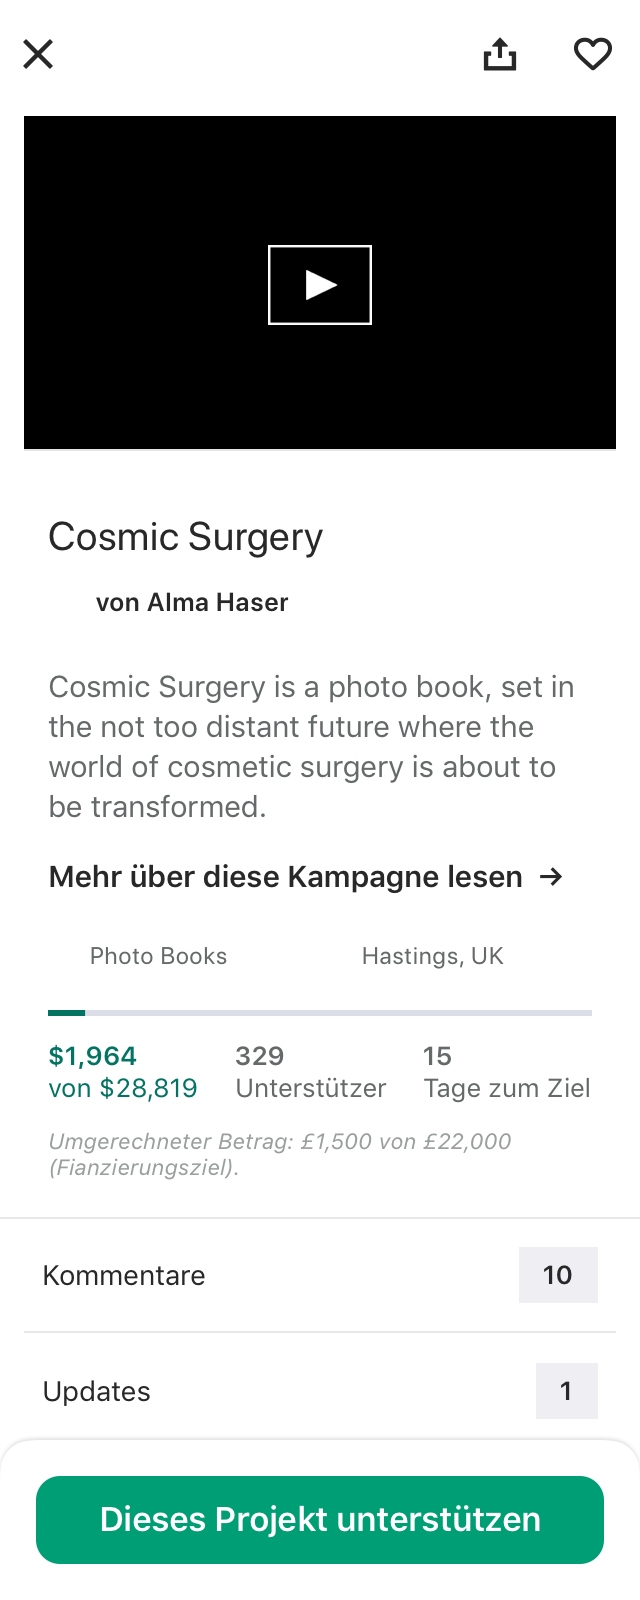 Cosmic Surgery
von Alma Haser
Cosmic Surgery is a photo book, set in
the not too distant future where the
world of cosmetic surgery is about to
be transformed.
Mehr über diese Kampagne lesen →
Photo Books
Hastings, UK
$1,964
von $28,819
329
Unterstützer
15
Tage zum Ziel
Umgerechneter Betrag: £1,500 von £22,000
(Fianzierungsziel).
Kommentare
10
Updates
1
Dieses Projekt unterstützen